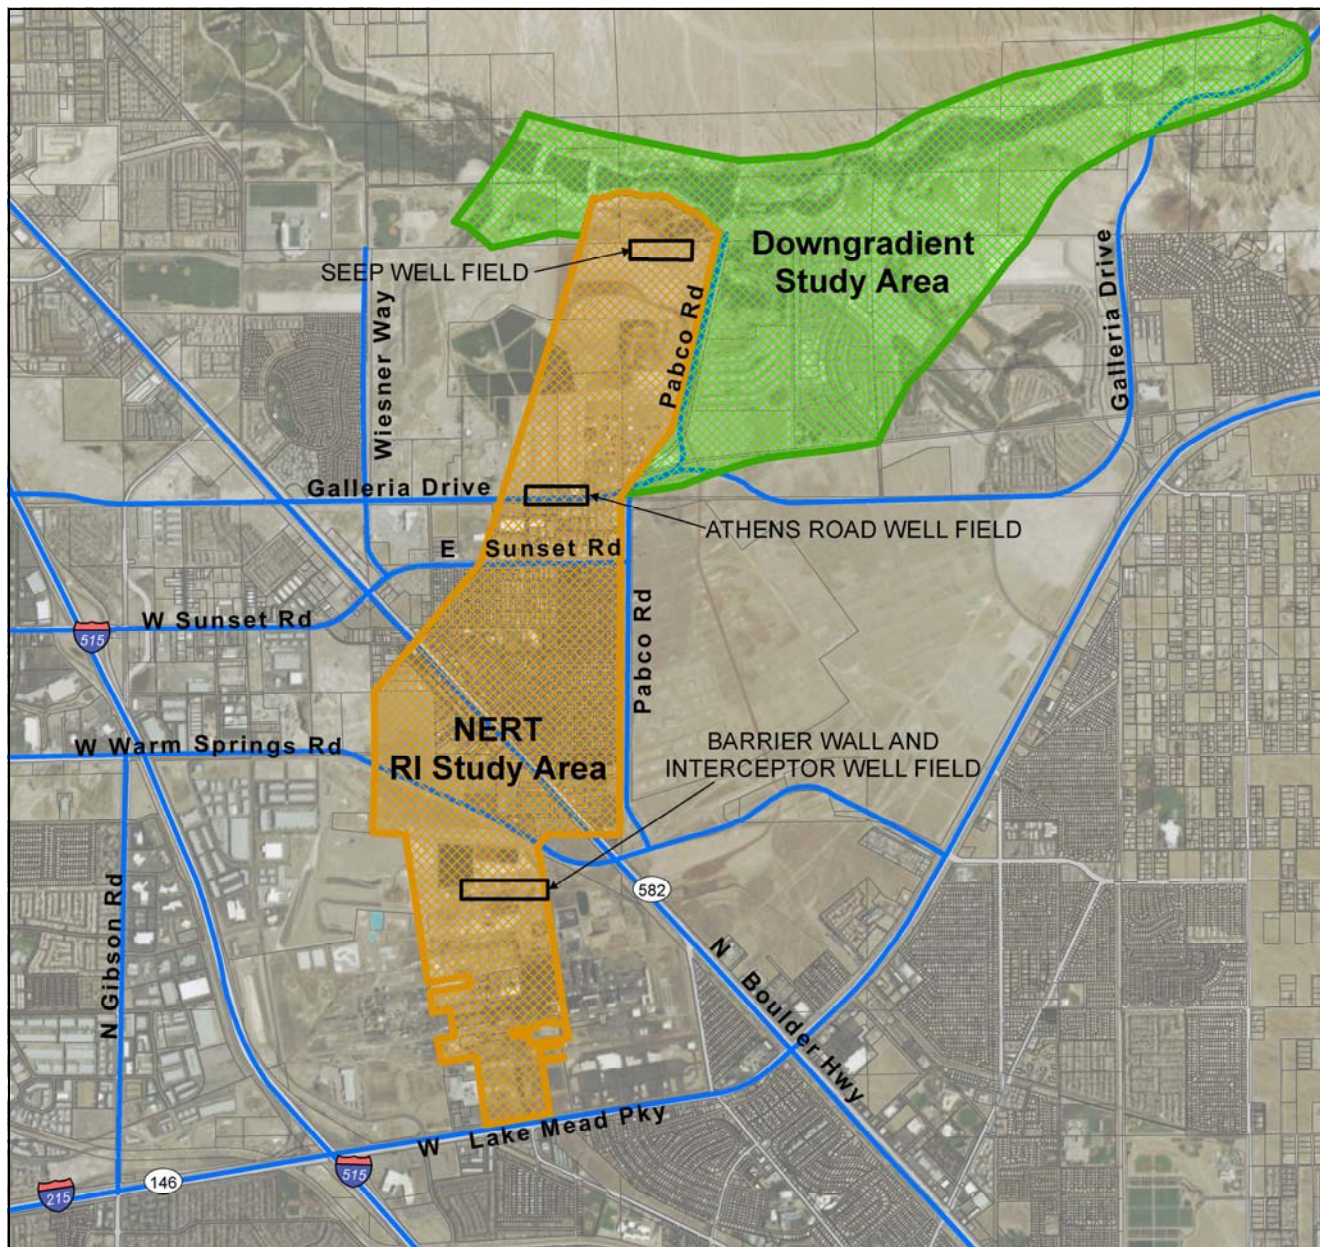 Downgradient
Study Area
SEEP WELL FIELD
Pabco Rd
Wiesner Way
Galleria Drive
Galleria Drive
ATHENS ROAD WELL FIELD
E Sunset Rd
W Sunset Rd
515
Pabco Rd
NERT
RI Study Area
W Warm Springs Rd
BARRIER WALL AND
INTERCEPTOR WELL FIELD
582
N Gibson Rd
N Boulder Hwy
W Lake Mead Pky
515
146
215